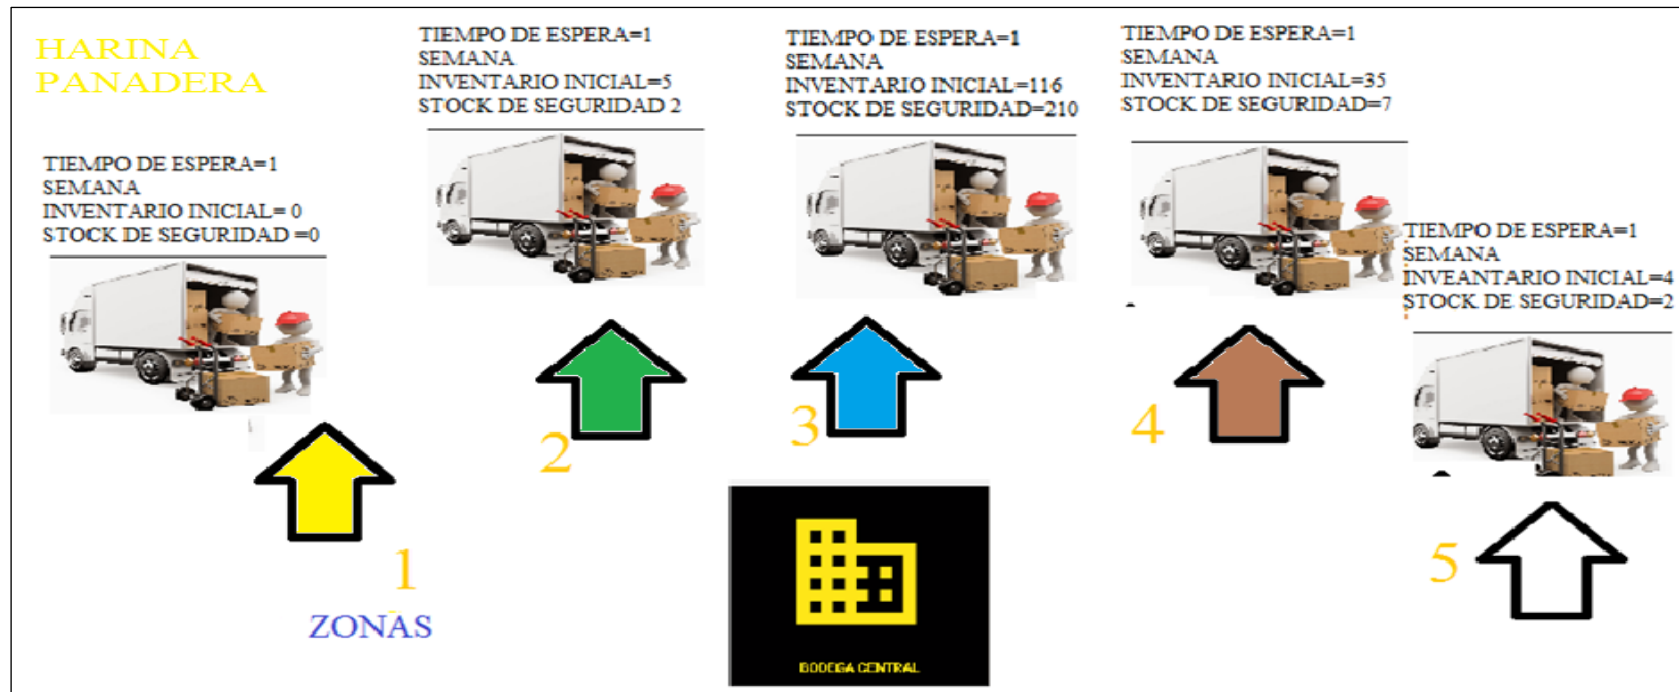 HARINA
PANADERA
TIEMPO DE ESPERA=1
SEMANA
INVENTARIO INICIAL= 0
STOCK DE SEGURIDAD =0
TIEMPO DE ESPERA=1
SEMANA
INVENTARIO INICIAL=5
STOCK DE SEGURIDAD 2
TIEMPO DE ESPERA=1
SEMANA
INVENTARIO INICIAL=116
STOCK DE SEGURIDAD=210
TIEMPO DE ESPERA=1
SEMANA
INVENTARIO INICIAL=35
STOCK DE SEGURIDAD=7
TIEMPO DE ESPERA=1
SEMANA
INVEANTARIO INICIAL=4
STOCK DE SEGURIDAD=2
1
2
3
4
5
ZONAS
BODEGA CENTRAL